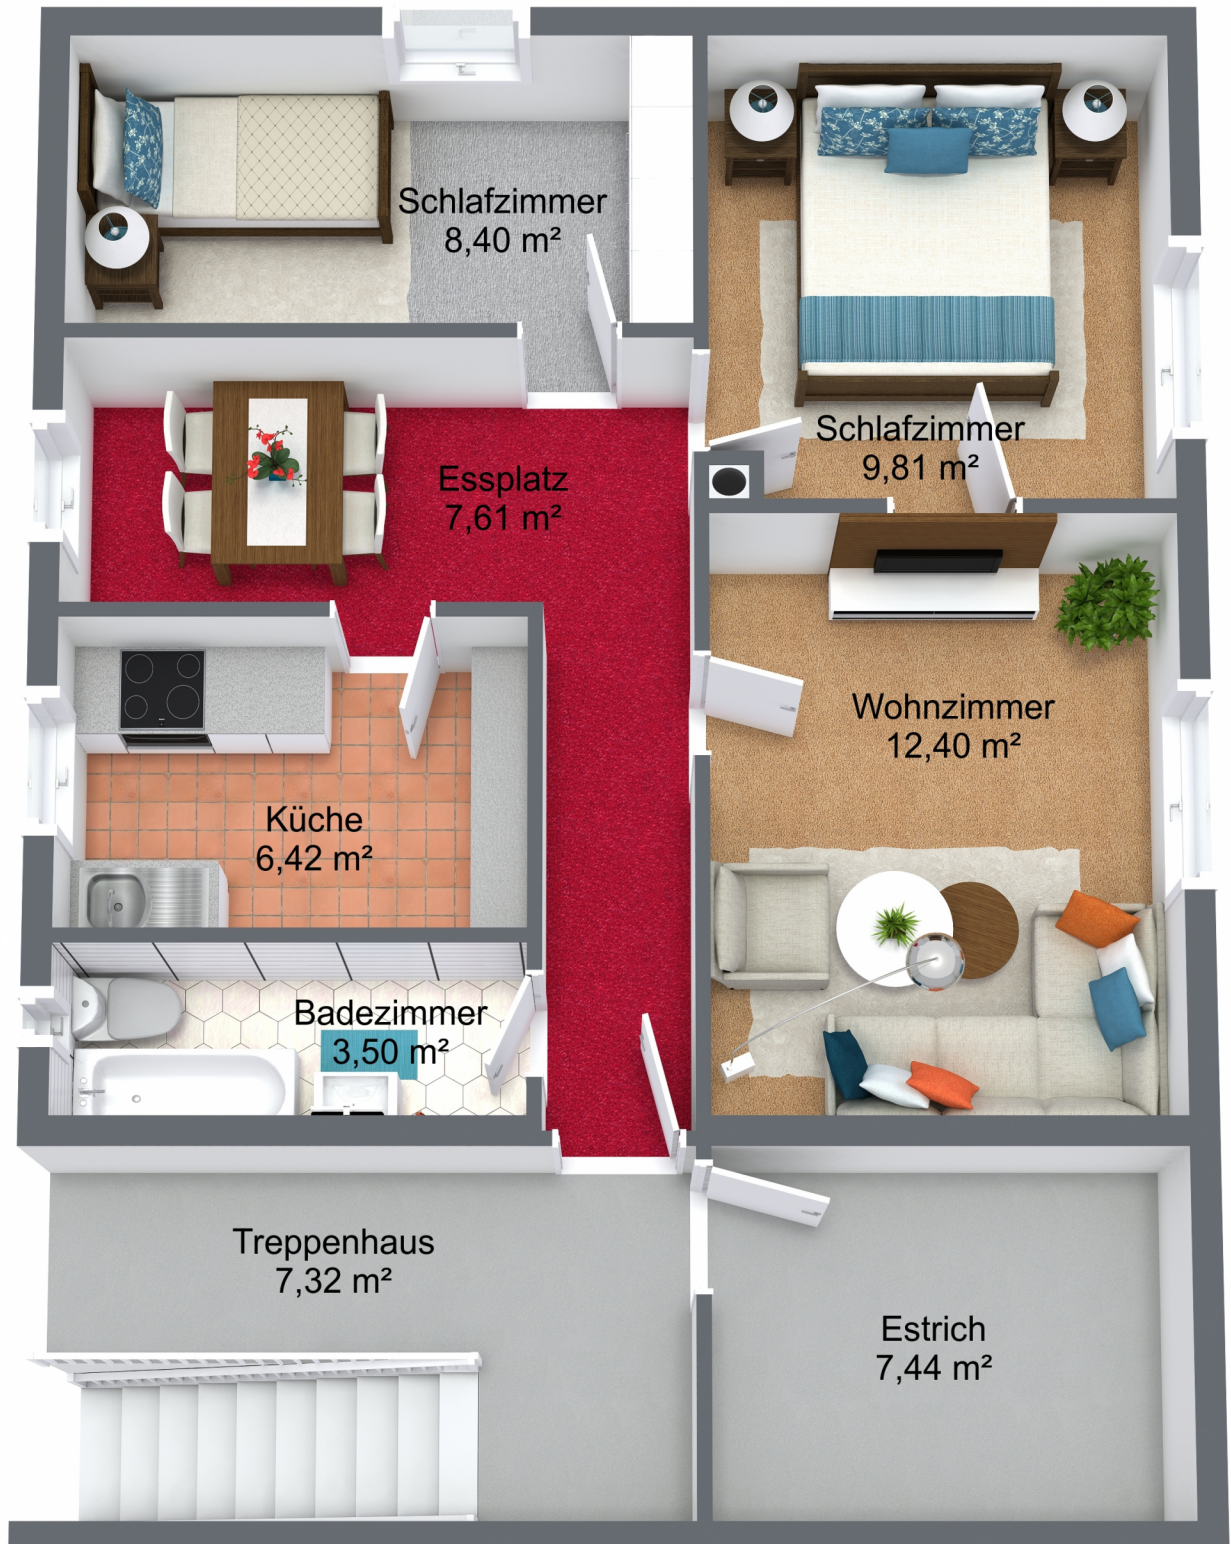 Schlafzimmer
8,40 m²
Schlafzimmer
9,81 m²
Essplatz
7,61 m²
Wohnzimmer
12,40 m²
Küche
6,42 m²
Badezimmer
3,50 m²
Treppenhaus
7,32 m²
Estrich
7,44 m²